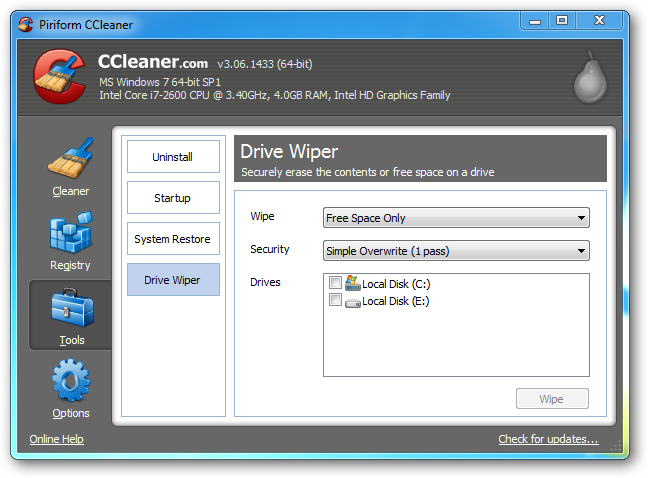 Piriform CCleaner
CCleaner.com v3.06.1433 (64-bit)
MS Windows 7 64-bit SP1
Intel Core i7-2600 CPU @ 3.40GHz, 4.0GB RAM, Intel HD Graphics Family
Cleaner
Registry
Tools
Options
Uninstall
Startup
System Restore
Drive Wiper
Drive Wiper
Securely erase the contents or free space on a drive
Wipe
Free Space Only
Security
Simple Overwrite (1 pass)
Drives
Local Disk (C:)
Local Disk (E:)
Wipe
Online Help
Check for updates...